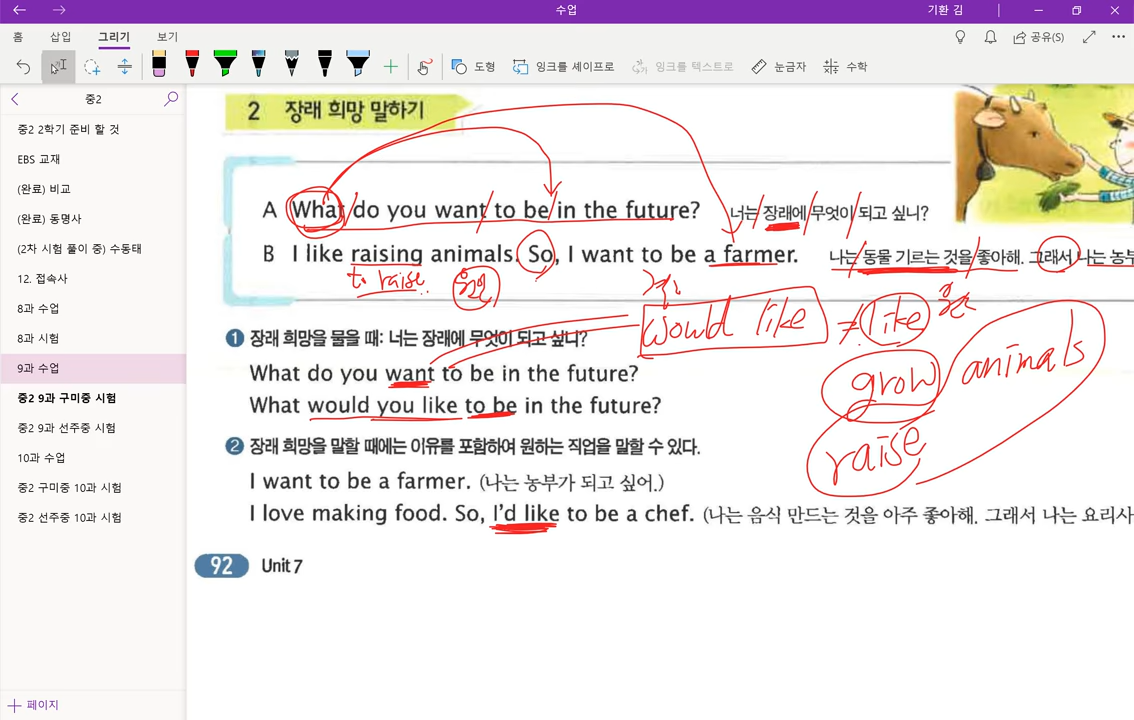 수업
기환 김
홈 삽입 그리기 보기
공유(S)
도형 잉크를 셰이프로 잉크를 텍스트로 눈금자 수학
중2
중2 2학기 준비 할 것
EBS 교재
(완료) 비교
(완료) 동명사
(2차 시험 풀이 중) 수동태
12. 접속사
8과 수업
8과 시험
9과 수업
중2 9과 구미중 시험
중2 9과 선주중 시험
10과 수업
중2 구미중 10과 시험
중2 선주중 10과 시험
페이지
2 장래 희망 말하기
A What do you want to be in the future? 너는 장래에 무엇이 되고 싶니?
B I like raising animals. So, I want to be a farmer. 나는 동물 기르는 것을 좋아해. 그래서 나는 농부
to raise. 원인
would like ≠ like
grow animals
raise
1 장래 희망을 물을 때: 너는 장래에 무엇이 되고 싶니?
What do you want to be in the future?
What would you like to be in the future?
2 장래 희망을 말할 때에는 이유를 포함하여 원하는 직업을 말할 수 있다.
I want to be a farmer. (나는 농부가 되고 싶어.)
I love making food. So, I'd like to be a chef. (나는 음식 만드는 것을 아주 좋아해. 그래서 나는 요리사
92 Unit 7